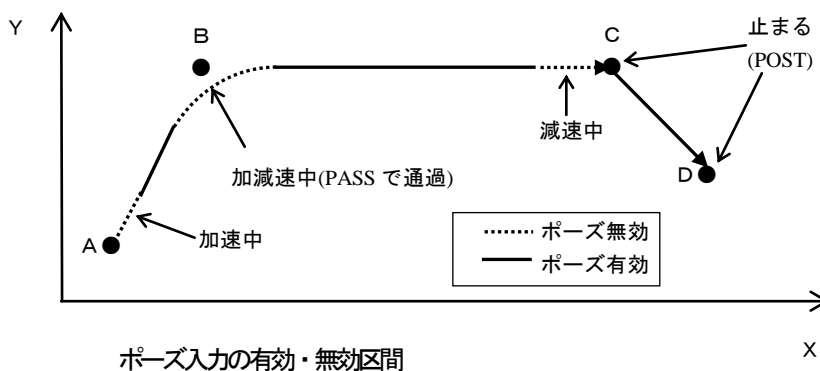 Y
B
C
止まる
(POST)
減速中
加減速中(PASS で通過)
D
A
加速中
ポーズ無効
ポーズ有効
X
ポーズ入力の有効・無効区間